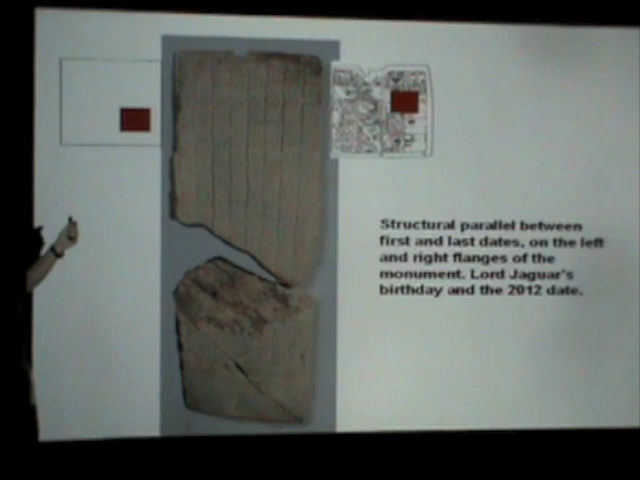 Structural parallel between
first and last dates, on the left
and right flanges of the
monument. Lord Jaguar's
birthday and the 2012 date.